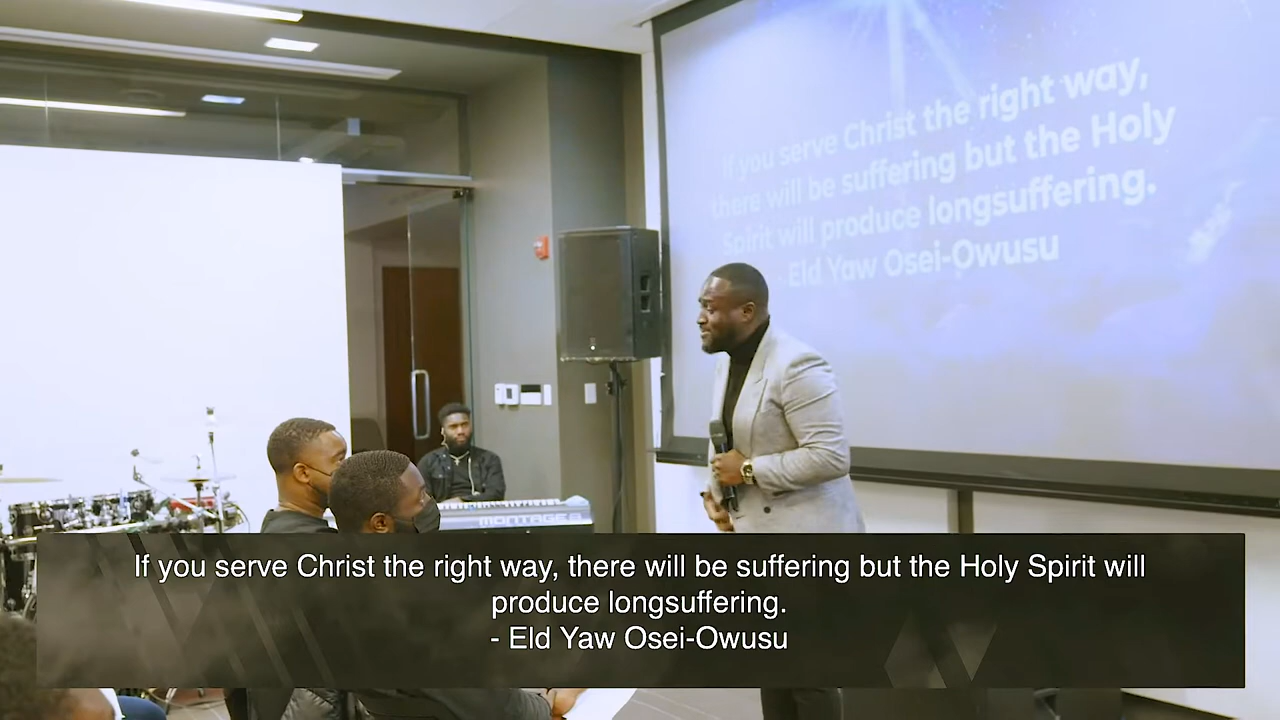 If you serve Christ the right way,
there will be suffering but the Holy
Spirit will produce longsuffering.
- Eld Yaw Osei-Owusu
MONTAGE8
If you serve Christ the right way, there will be suffering but the Holy Spirit will
produce longsuffering.
- Eld Yaw Osei-Owusu